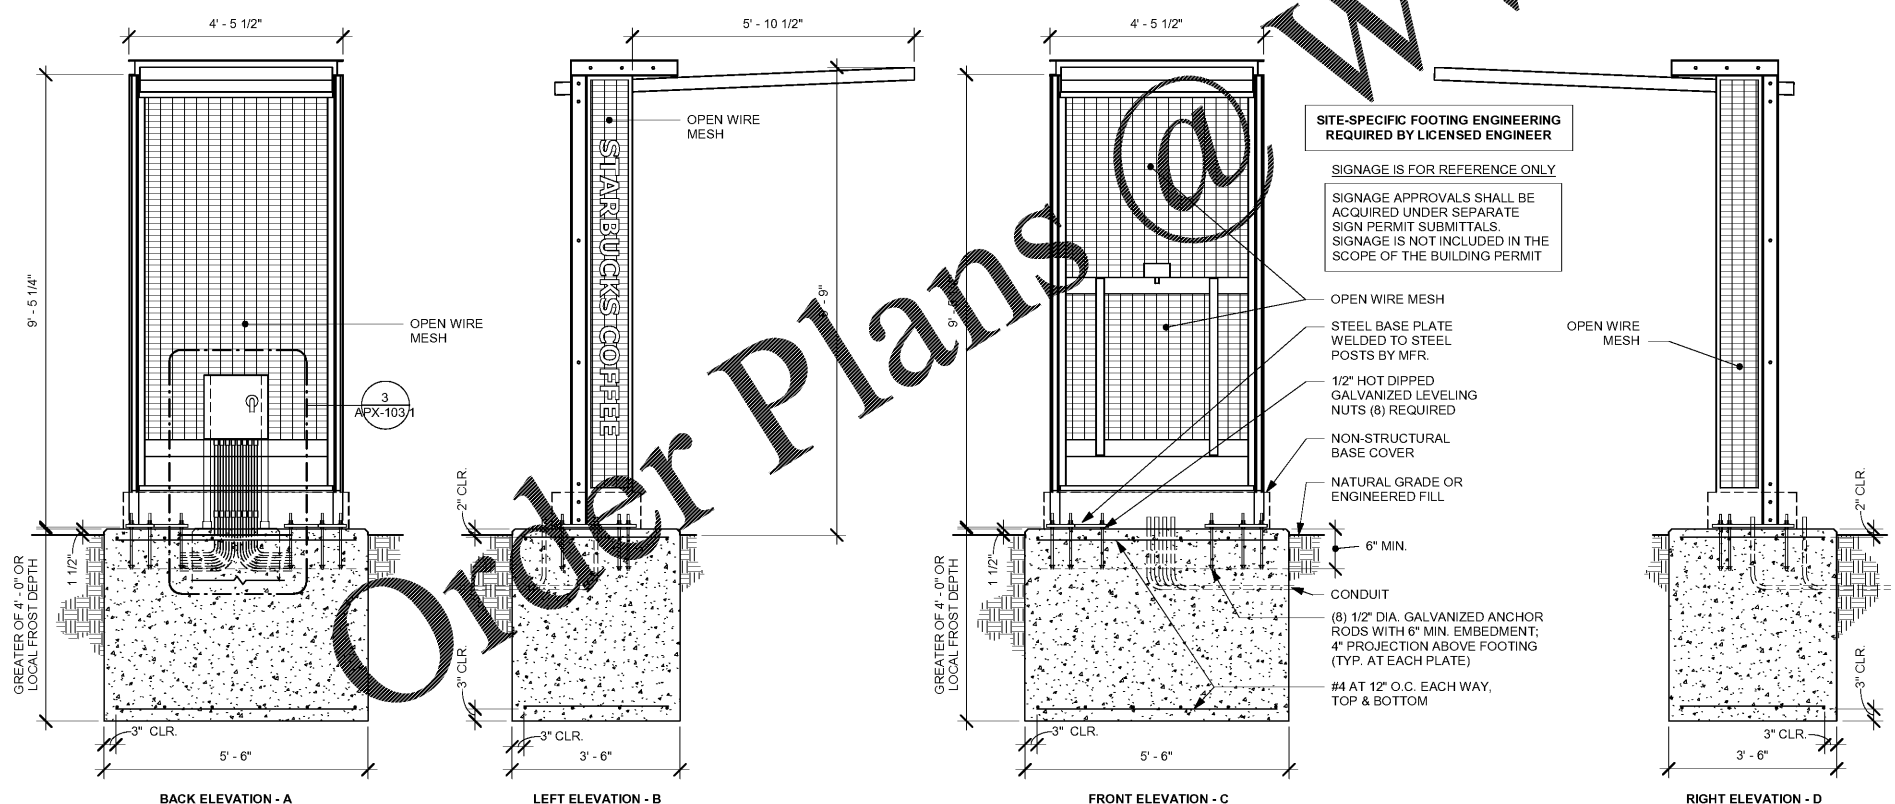 4' - 5 1/2"
5' - 10 1/2"
4' - 5 1/2"
9' - 5 1/4"
OPEN WIRE
MESH
3
APX-103.1
GREATER OF 4' - 0" OR
LOCAL FROST DEPTH
1 1/2"
3" CLR.
5' - 6"
BACK ELEVATION - A
OPEN WIRE
MESH
STARBUCKS COFFEE
2" CLR.
3" CLR.
3" CLR.
3' - 6"
LEFT ELEVATION - B
SITE-SPECIFIC FOOTING ENGINEERING
REQUIRED BY LICENSED ENGINEER
SIGNAGE IS FOR REFERENCE ONLY
SIGNAGE APPROVALS SHALL BE
ACQUIRED UNDER SEPARATE
SIGN PERMIT SUBMITTALS.
SIGNAGE IS NOT INCLUDED IN THE
SCOPE OF THE BUILDING PERMIT
OPEN WIRE MESH
STEEL BASE PLATE
WELDED TO STEEL
POSTS BY MFR.
1/2" HOT DIPPED
GALVANIZED LEVELING
NUTS (8) REQUIRED
NON-STRUCTURAL
BASE COVER
NATURAL GRADE OR
ENGINEERED FILL
6" MIN.
CONDUIT
(8) 1/2" DIA. GALVANIZED ANCHOR
RODS WITH 6" MIN. EMBEDMENT;
4" PROJECTION ABOVE FOOTING
(TYP. AT EACH PLATE)
#4 AT 12" O.C. EACH WAY,
TOP & BOTTOM
GREATER OF 4' - 0" OR
LOCAL FROST DEPTH
1 1/2"
3" CLR.
5' - 6"
FRONT ELEVATION - C
OPEN WIRE
MESH
2" CLR.
3" CLR.
3" CLR.
3' - 6"
RIGHT ELEVATION - D
Order Plans @ W